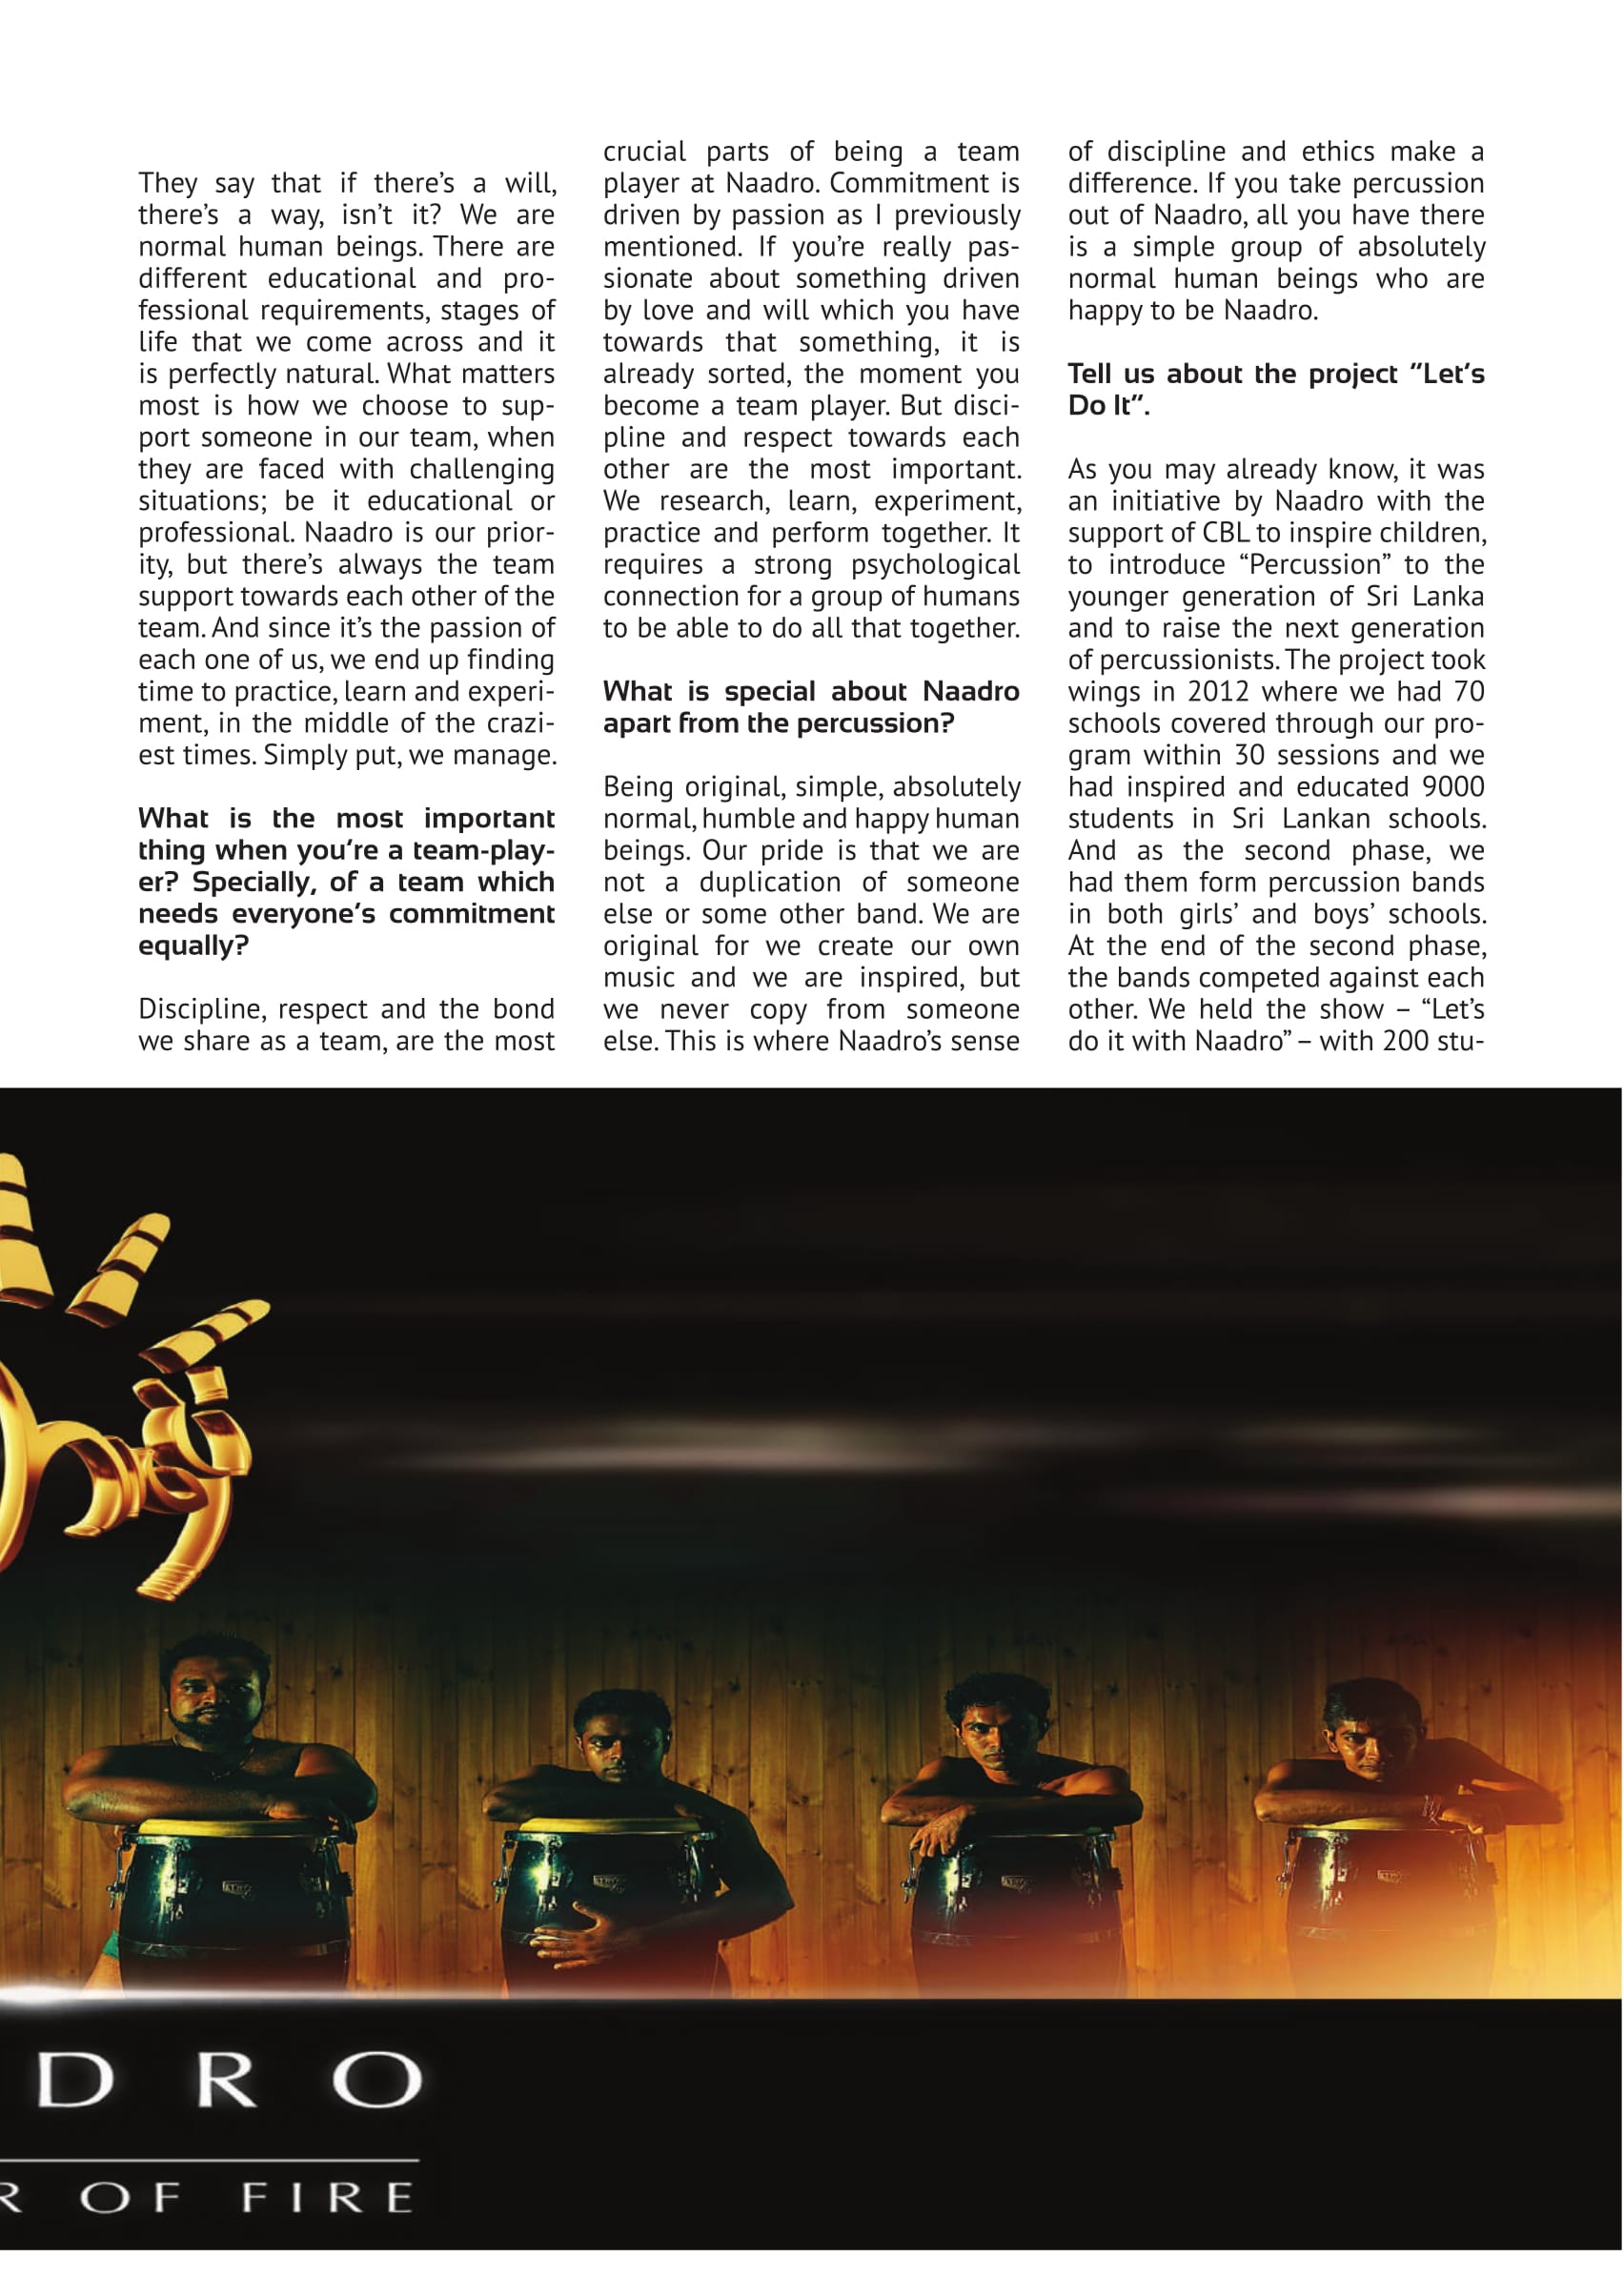 They say that if there's a will,
there's a way, isn't it? We are
normal human beings. There are
different educational and pro-
fessional requirements, stages of
life that we come across and it
is perfectly natural. What matters
most is how we choose to sup-
port someone in our team, when
they are faced with challenging
situations; be it educational or
professional. Naadro is our prior-
ity, but there's always the team
support towards each other of the
team. And since it's the passion of
each one of us, we end up finding
time to practice, learn and experi-
ment, in the middle of the crazi-
est times. Simply put, we manage.
What is the most important
thing when you're a team-play-
er? Specially, of a team which
needs everyone's commitment
equally?
Discipline, respect and the bond
we share as a team, are the most
crucial parts of being a team
player at Naadro. Commitment is
driven by passion as I previously
mentioned. If you're really pas-
sionate about something driven
by love and will which you have
towards that something, it is
already sorted, the moment you
become a team player. But disci-
pline and respect towards each
other are the most important.
We research, learn, experiment,
practice and perform together. It
requires a strong psychological
connection for a group of humans
to be able to do all that together.
What is special about Naadro
apart from the percussion?
Being original, simple, absolutely
normal, humble and happy human
beings. Our pride is that we are
not a duplication of someone
else or some other band. We are
original for we create our own
music and we are inspired, but
we never copy from someone
else. This is where Naadro's sense
of discipline and ethics make a
difference. If you take percussion
out of Naadro, all you have there
is a simple group of absolutely
normal human beings who are
happy to be Naadro.
Tell us about the project "Let's
Do It".
As you may already know, it was
an initiative by Naadro with the
support of CBL to inspire children,
to introduce “Percussion” to the
younger generation of Sri Lanka
and to raise the next generation
of percussionists. The project took
wings in 2012 where we had 70
schools covered through our pro-
gram within 30 sessions and we
had inspired and educated 9000
students in Sri Lankan schools.
And as the second phase, we
had them form percussion bands
in both girls' and boys' schools.
At the end of the second phase,
the bands competed against each
other. We held the show – “Let's
do it with Naadro” – with 200 stu-
DRO
R OF FIRE